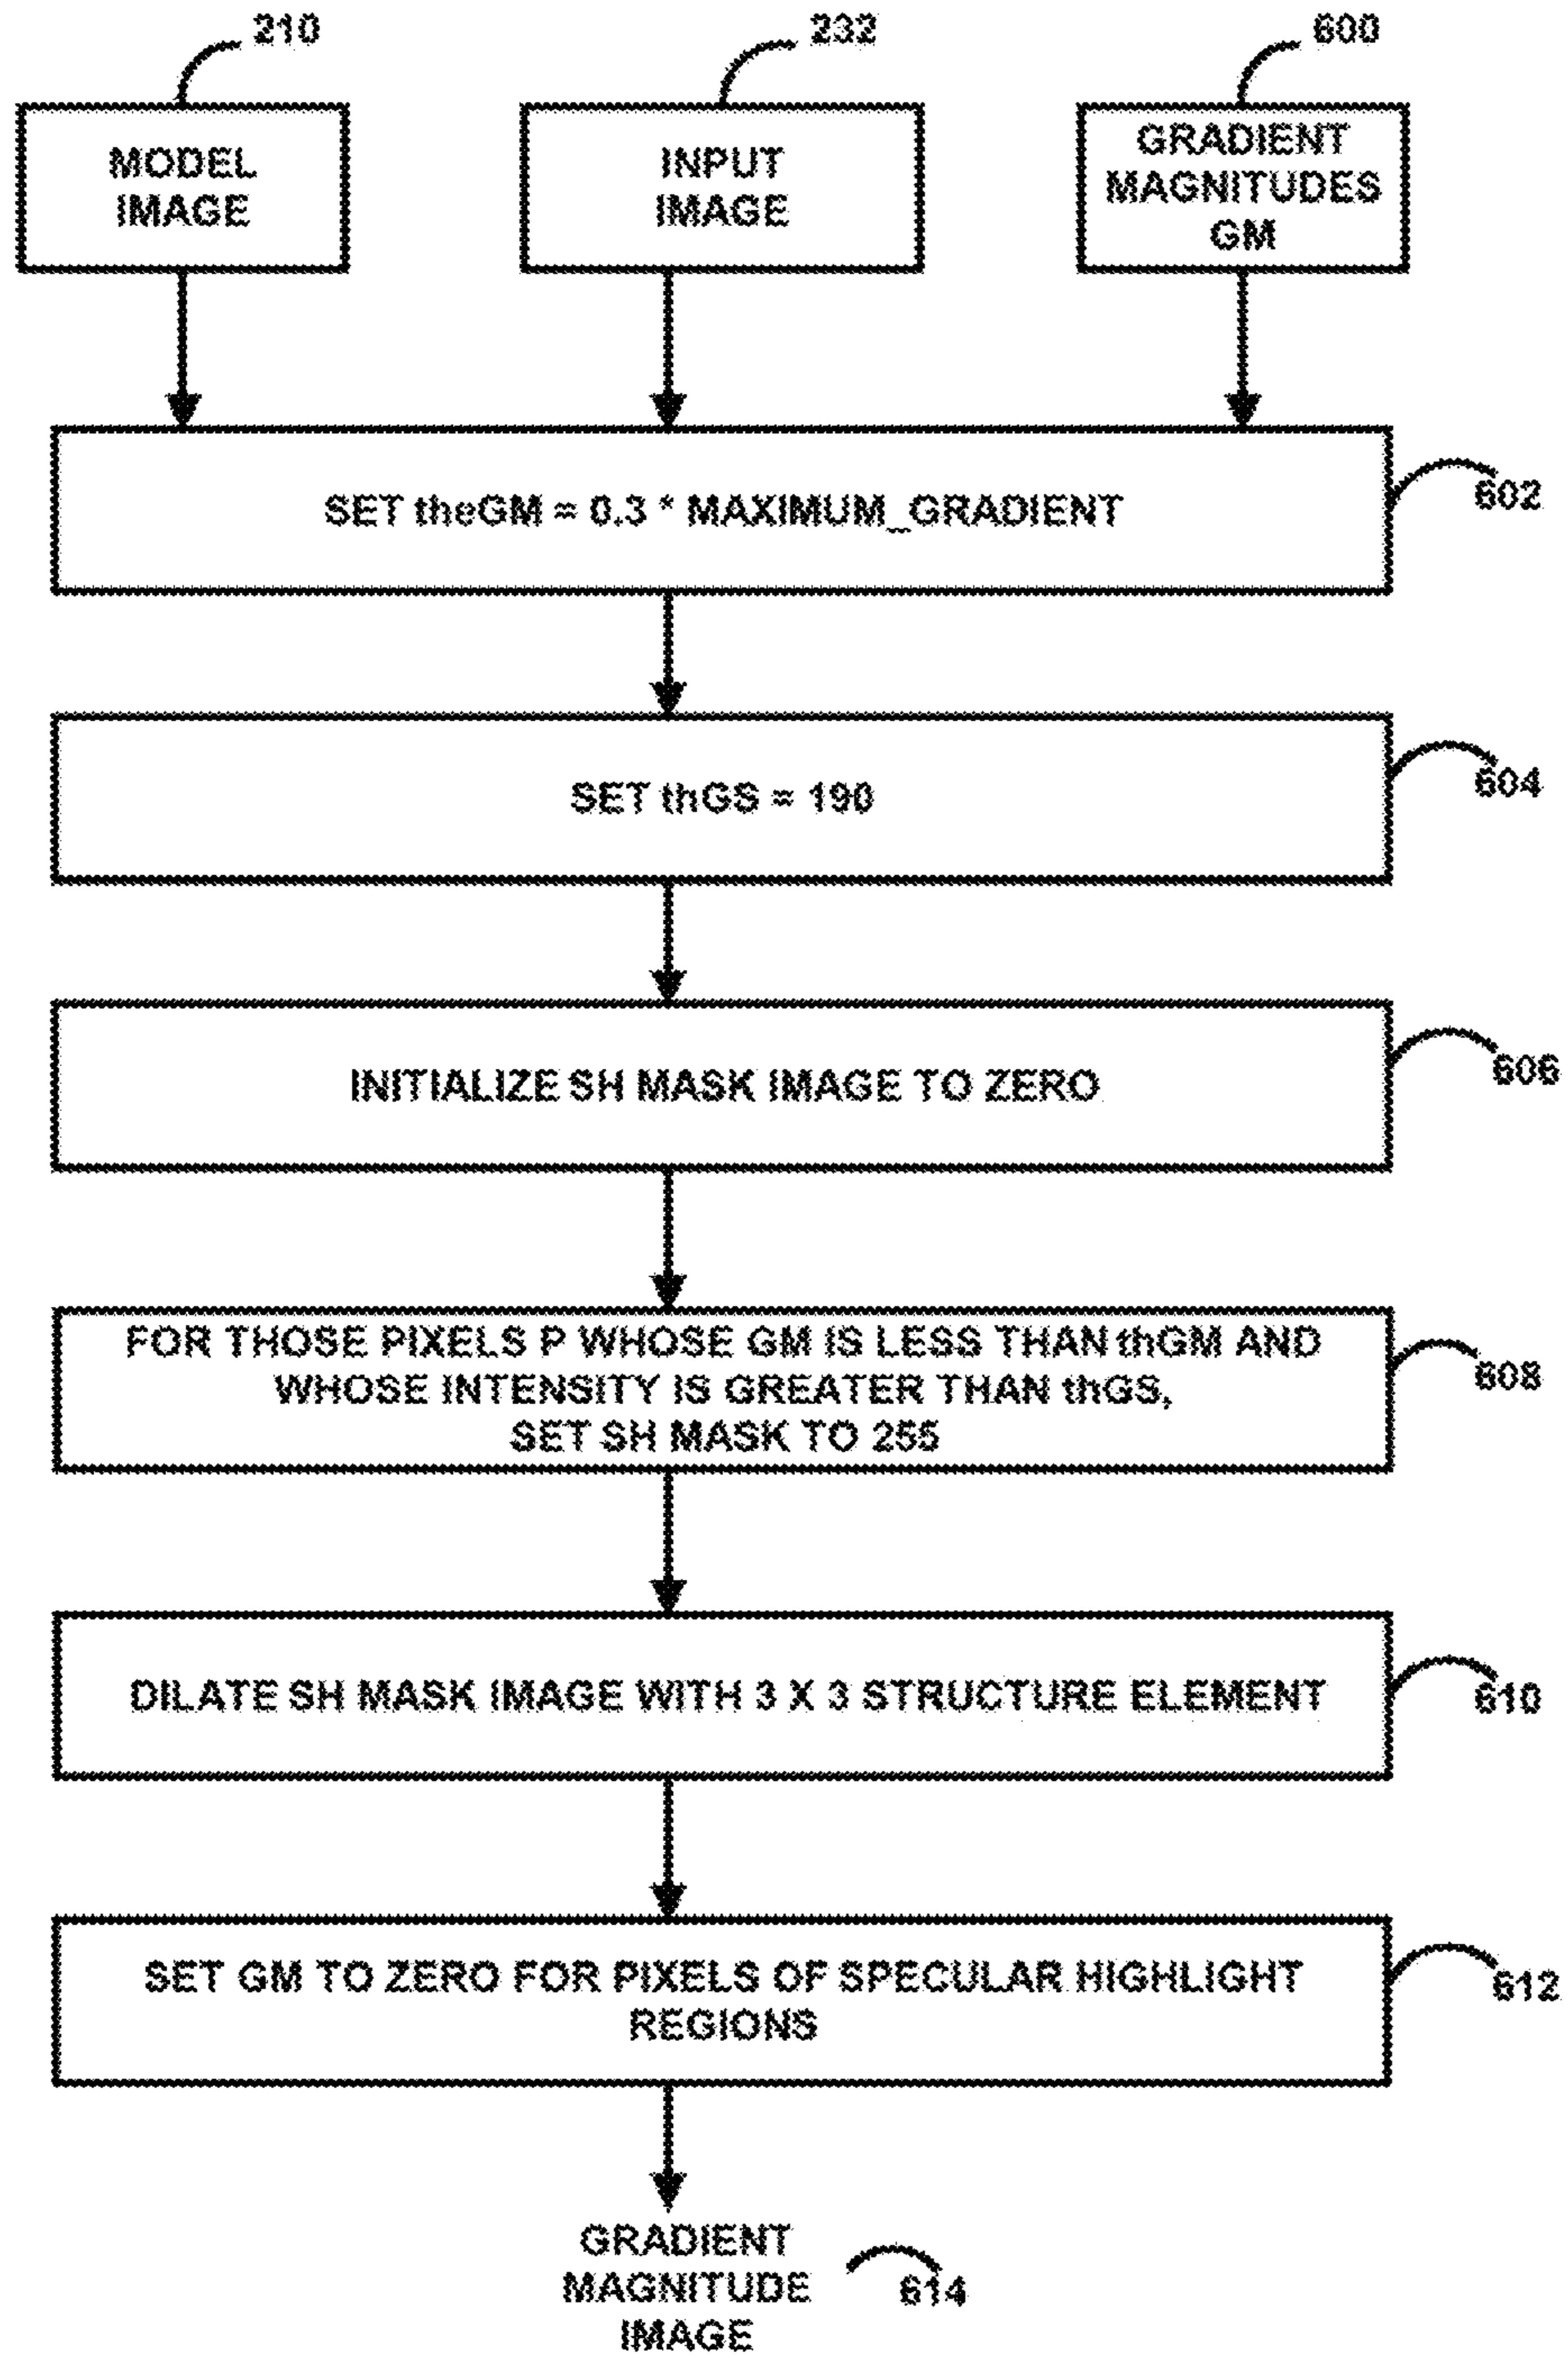 210
232
600
MODEL
IMAGE
INPUT
IMAGE
GRADIENT
MAGNITUDES
GM
SET theGM = 0.3 * MAXIMUM_GRADIENT
602
SET thGS = 190
604
INITIALIZE SH MASK IMAGE TO ZERO
606
FOR THOSE PIXELS P WHOSE GM IS LESS THAN thGM AND
WHOSE INTENSITY IS GREATER THAN thGS,
SET SH MASK TO 255
608
DILATE SH MASK IMAGE WITH 3 X 3 STRUCTURE ELEMENT
610
SET GM TO ZERO FOR PIXELS OF SPECULAR HIGHLIGHT
REGIONS
612
GRADIENT
MAGNITUDE
IMAGE
614